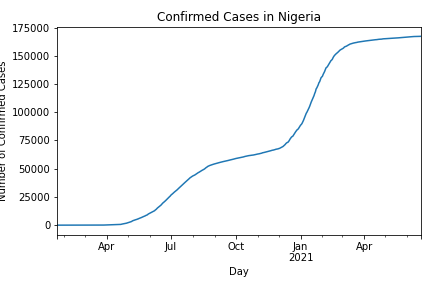 Confirmed Cases in Nigeria
175000
150000
125000
100000
75000
50000
25000
0
Number of Confirmed Cases
Apr
Jul
Oct
Jan
2021
Apr
Day